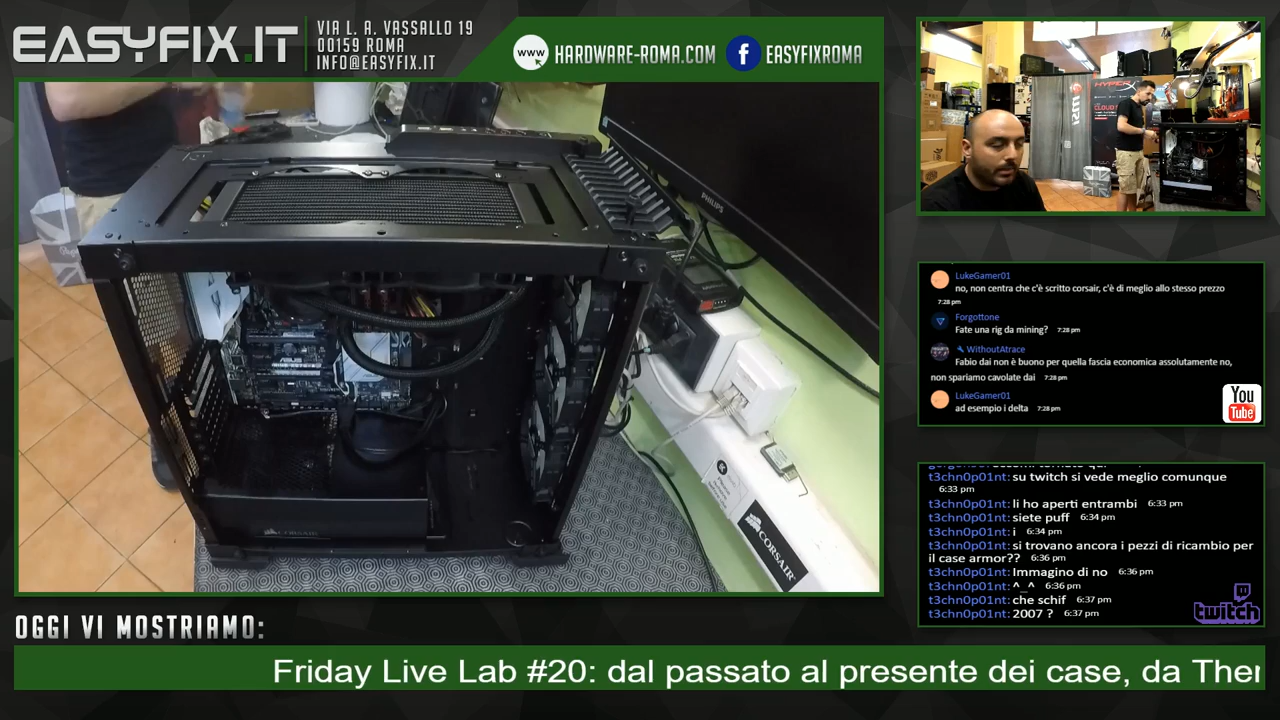 EASYFIX.IT
VIA L. A. VASSALLO 19
00159 ROMA
INFO@EASYFIX.IT
WWW
HARDWARE-ROMA.COM
f EASYFIXROMA
PHILIPS
ASUS
CORSAIR
CORSAIR
HYPERX
CLOUD
msi
LukeGamer01
no, non centra che c'è scritto corsair, c'è di meglio allo stesso prezzo
7:28 pm
Forgottone
Fate una rig da mining? 7:28 pm
WithoutAtrace
Fabio dai non è buono per quella fascia economica assolutamente no,
non spariamo cavolate dai 7:28 pm
LukeGamer01
ad esempio i delta 7:28 pm
You
Tube
t3chn0p01nt: su twitch si vede meglio comunque
6:33 pm
t3chn0p01nt: li ho aperti entrambi 6:33 pm
t3chn0p01nt: siete puff 6:34 pm
t3chn0p01nt: i 6:34 pm
t3chn0p01nt: si trovano ancora i pezzi di ricambio per
il case armor?? 6:36 pm
t3chn0p01nt: Immagino di no 6:36 pm
t3chn0p01nt: ^_^ 6:36 pm
t3chn0p01nt: che schif 6:37 pm
t3chn0p01nt: 2007 ? 6:37 pm
twitch
OGGI VI MOSTRIAMO:
Friday Live Lab #20: dal passato al presente dei case, da Ther